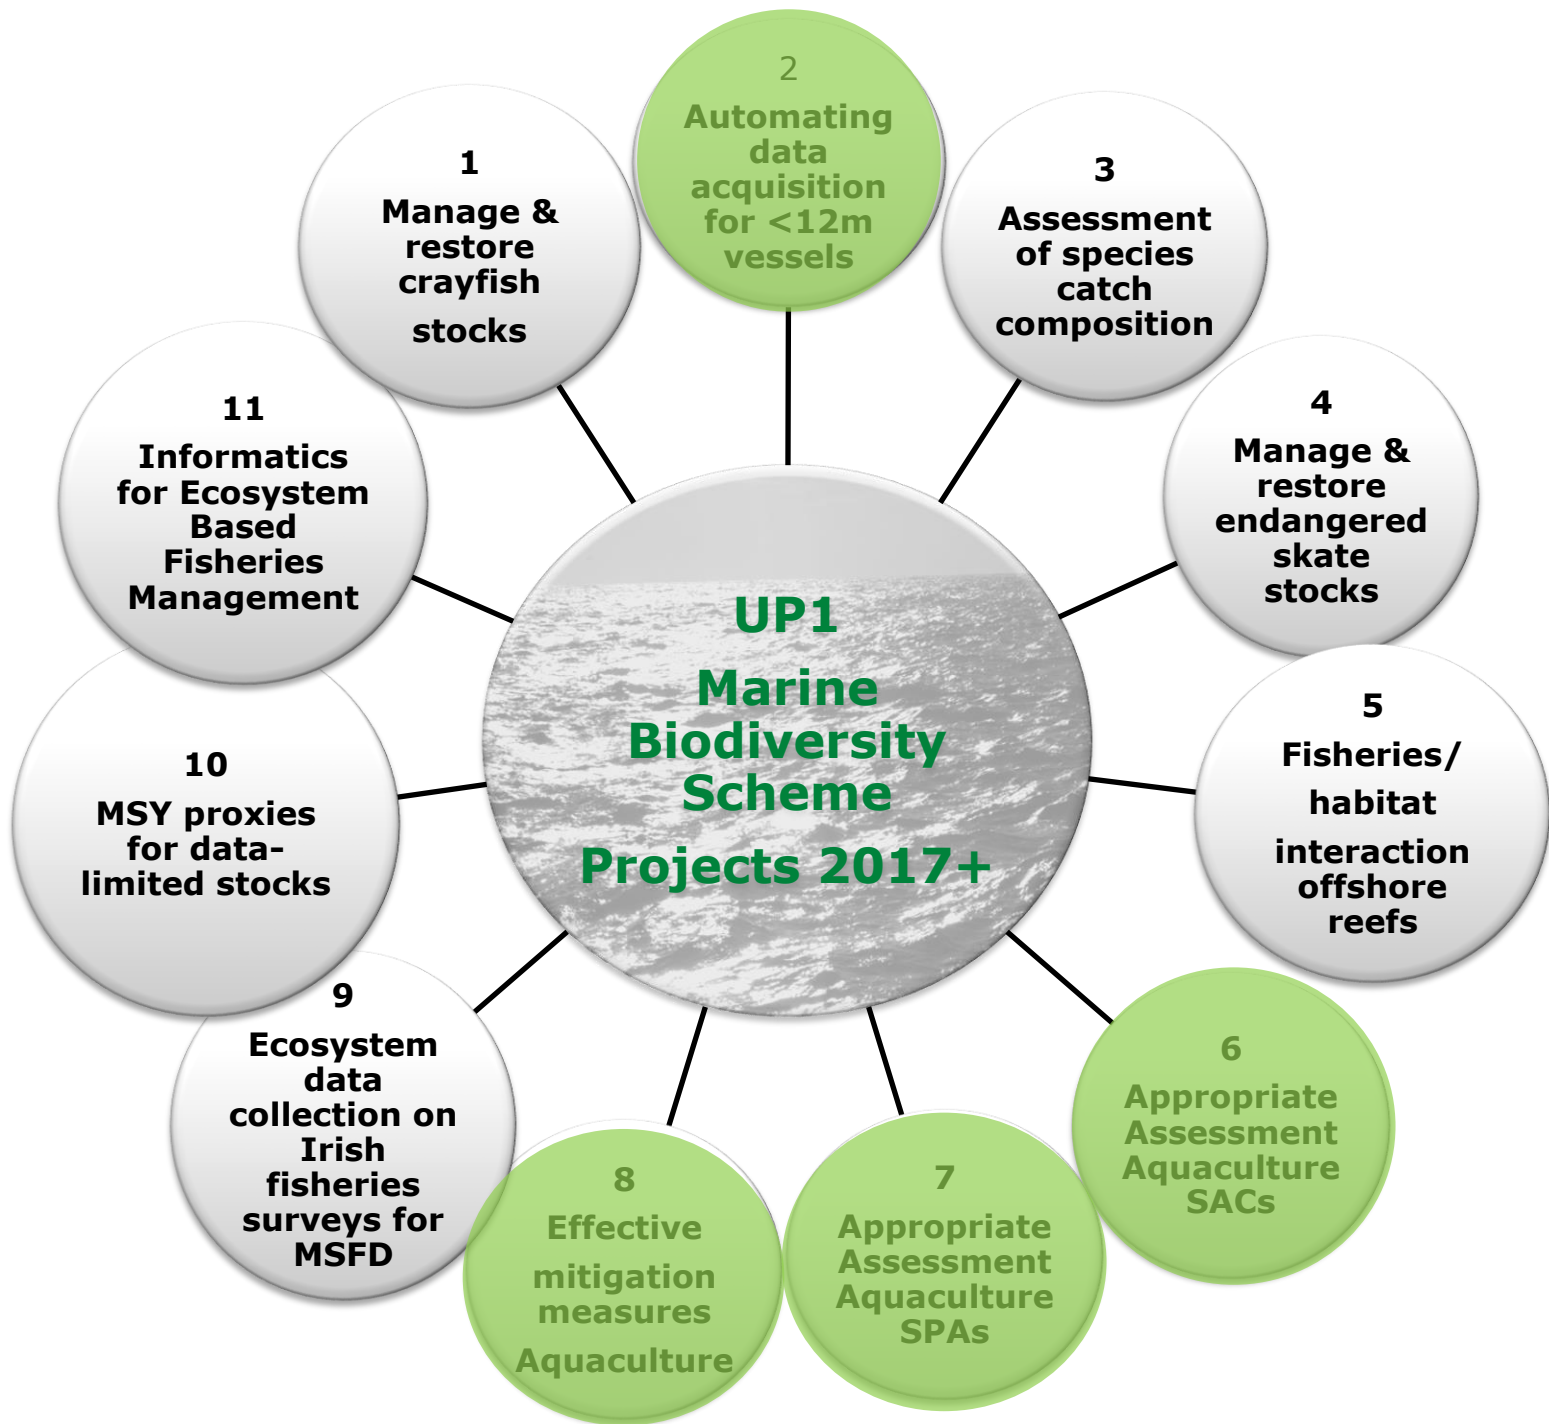 UP1
Marine
Biodiversity
Scheme
Projects 2017+
1
Manage &
restore
crayfish
stocks
2
Automating
data
acquisition
for <12m
vessels
3
Assessment
of species
catch
composition
4
Manage &
restore
endangered
skate
stocks
5
Fisheries/
habitat
interaction
offshore
reefs
6
Appropriate
Assessment
Aquaculture
SACs
7
Appropriate
Assessment
Aquaculture
SPAs
8
Effective
mitigation
measures
Aquaculture
9
Ecosystem
data
collection on
Irish
fisheries
surveys for
MSFD
10
MSY proxies
for data-
limited stocks
11
Informatics
for Ecosystem
Based
Fisheries
Management